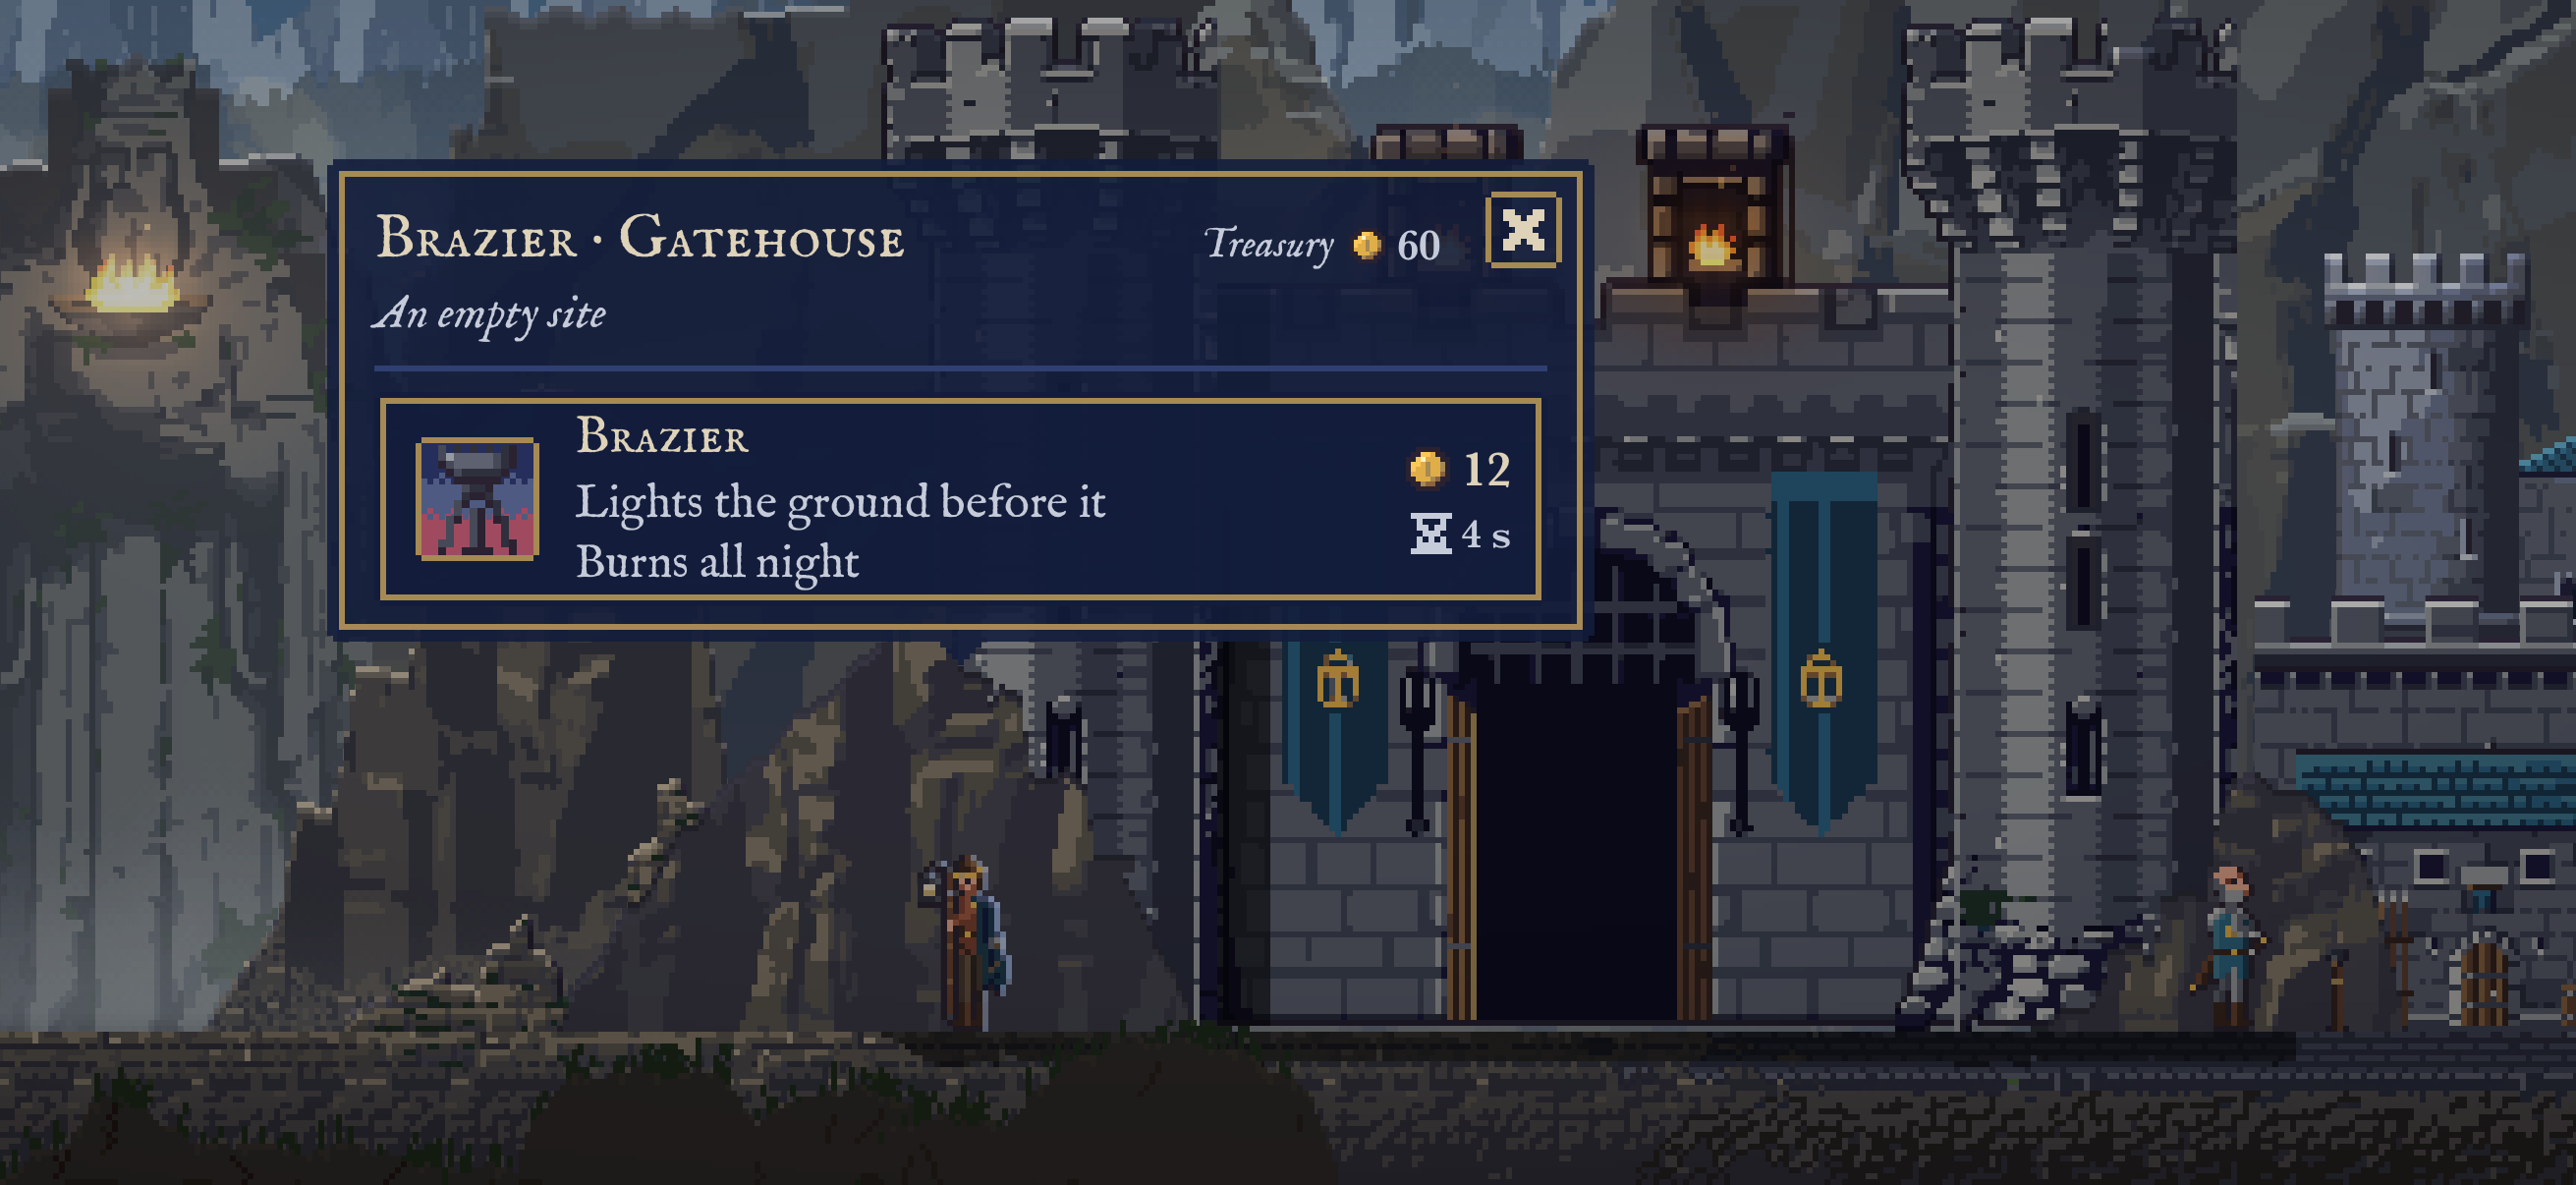 Brazier · Gatehouse
Treasury 60
An empty site
Brazier
Lights the ground before it
Burns all night
12
4 s